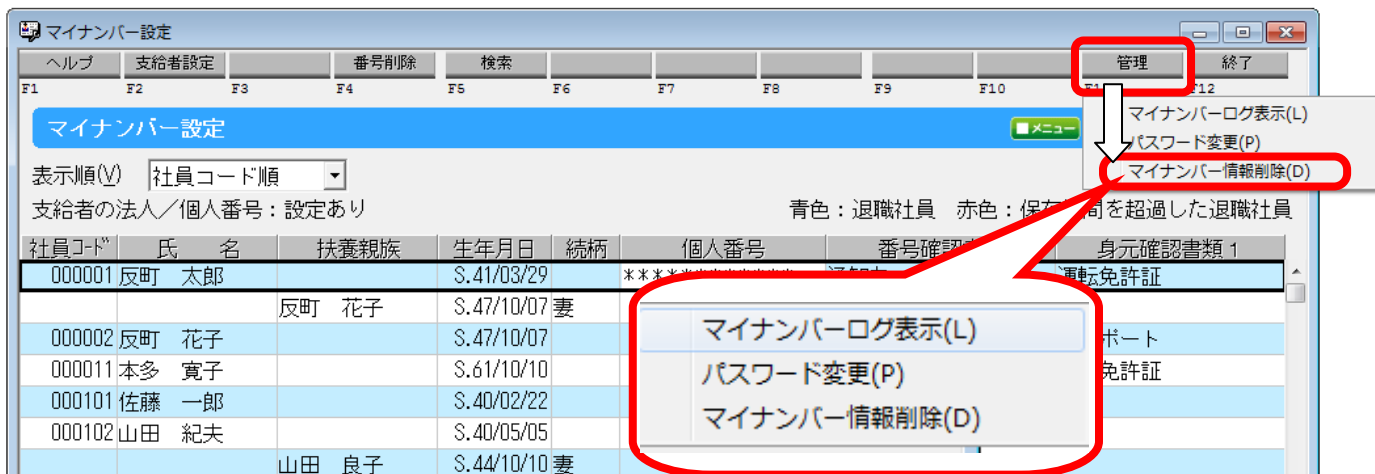 マイナンバー設定
ヘルプ 支給者設定 番号削除 検索 管理 終了
F1 F2 F3 F4 F5 F6 F7 F8 F9 F10 F12
マイナンバーログ表示(L)
パスワード変更(P)
マイナンバー情報削除(D)
マイナンバー設定
メニュー
表示順(V) 社員コード順
支給者の法人/個人番号:設定あり 青色:退職社員 赤色:保存 間を超過した退職社員
社員コード 氏 名 扶養親族 生年月日 続柄 個人番号 番号確認 身元確認書類1
000001 反町 太郎 S.41/03/29 ************ 運転免許証
反町 花子 S.47/10/07 妻
000002 反町 花子 S.47/10/07 ポート
000011 本多 寛子 S.61/10/10 免許証
000101 佐藤 一郎 S.40/02/22
000102 山田 紀夫 S.40/05/05
山田 良子 S.44/10/10 妻
マイナンバーログ表示(L)
パスワード変更(P)
マイナンバー情報削除(D)